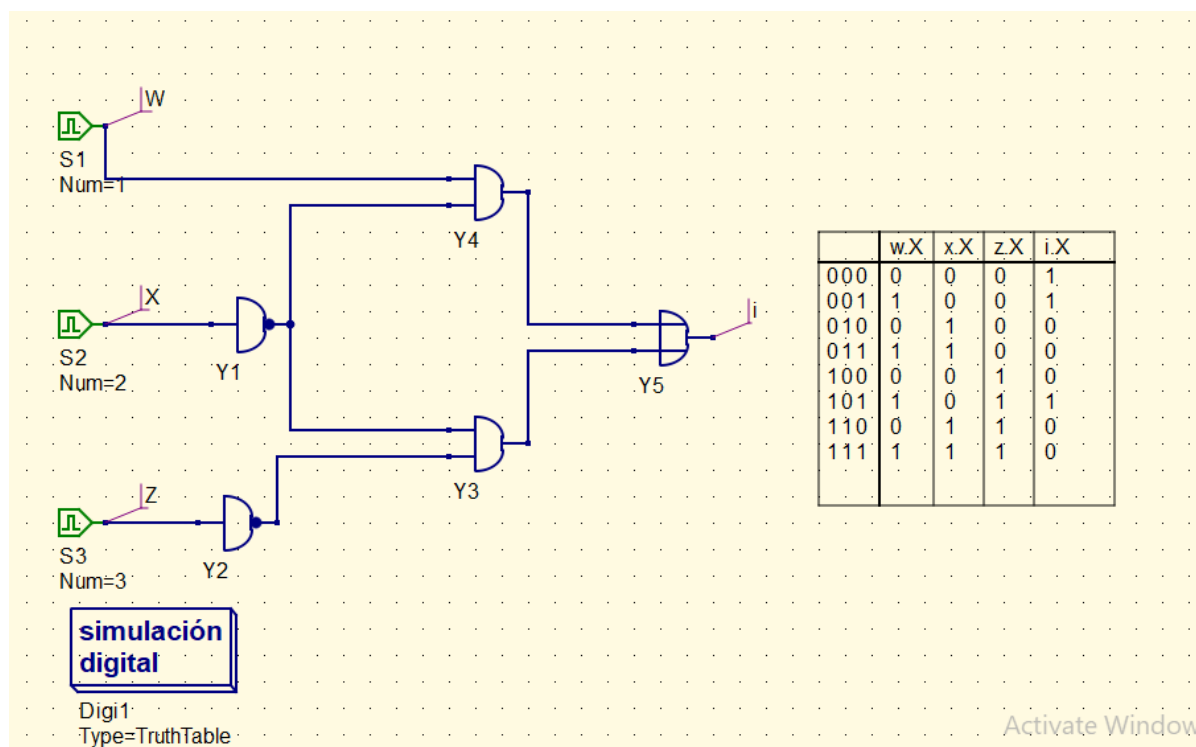 W
S1
Num=1
Y4
X
S2
Num=2
Y1
i
Y5
Z
S3
Num=3
Y2
Y3
w.X x.X z.X i.X
000 0 0 0 1
001 1 0 0 1
010 0 1 0 0
011 1 1 0 0
100 0 0 1 0
101 1 0 1 1
110 0 1 1 0
111 1 1 1 0
simulación
digital
Digi1
Type=TruthTable
Activate Window